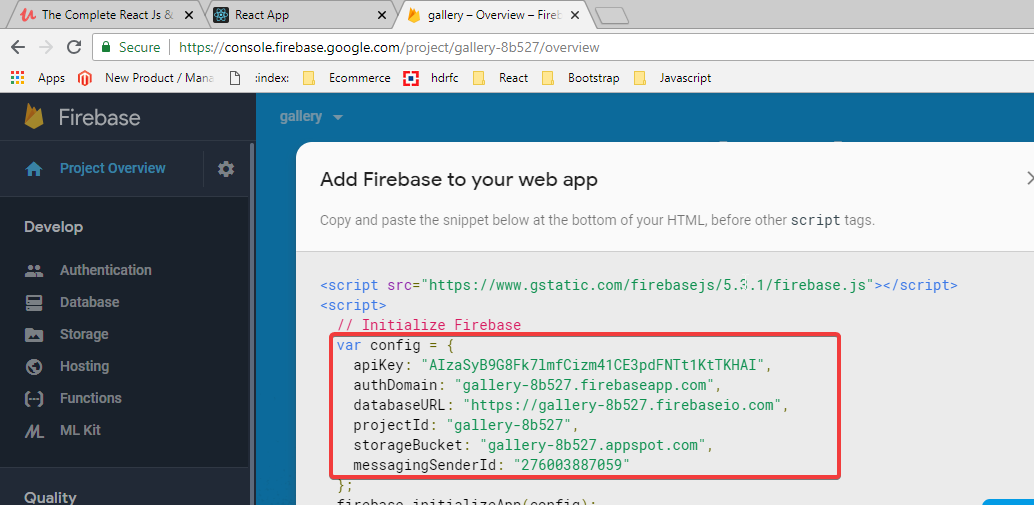 The Complete React Js &
React App
gallery – Overview – Fireb
Secure
https://console.firebase.google.com/project/gallery-8b527/overview
Apps
New Product / Mana
:index:
Ecommerce
hdrfc
React
Bootstrap
Javascript
Firebase
gallery
Project Overview
Add Firebase to your web app
Copy and paste the snippet below at the bottom of your HTML, before other script tags.
Develop
Authentication
Database
Storage
Hosting
Functions
ML Kit
Quality
<script src="https://www.gstatic.com/firebasejs/5.3.1/firebase.js"></script>
<script>
// Initialize Firebase
var config = {
apiKey: "AIzaSyB9G8Fk7lmfCizm41CE3pdFNTt1KtTKHAI",
authDomain: "gallery-8b527.firebaseapp.com",
databaseURL: "https://gallery-8b527.firebaseio.com",
projectId: "gallery-8b527",
storageBucket: "gallery-8b527.appspot.com",
messagingSenderId: "276003887059"
};
firebase.initializeApp(config);